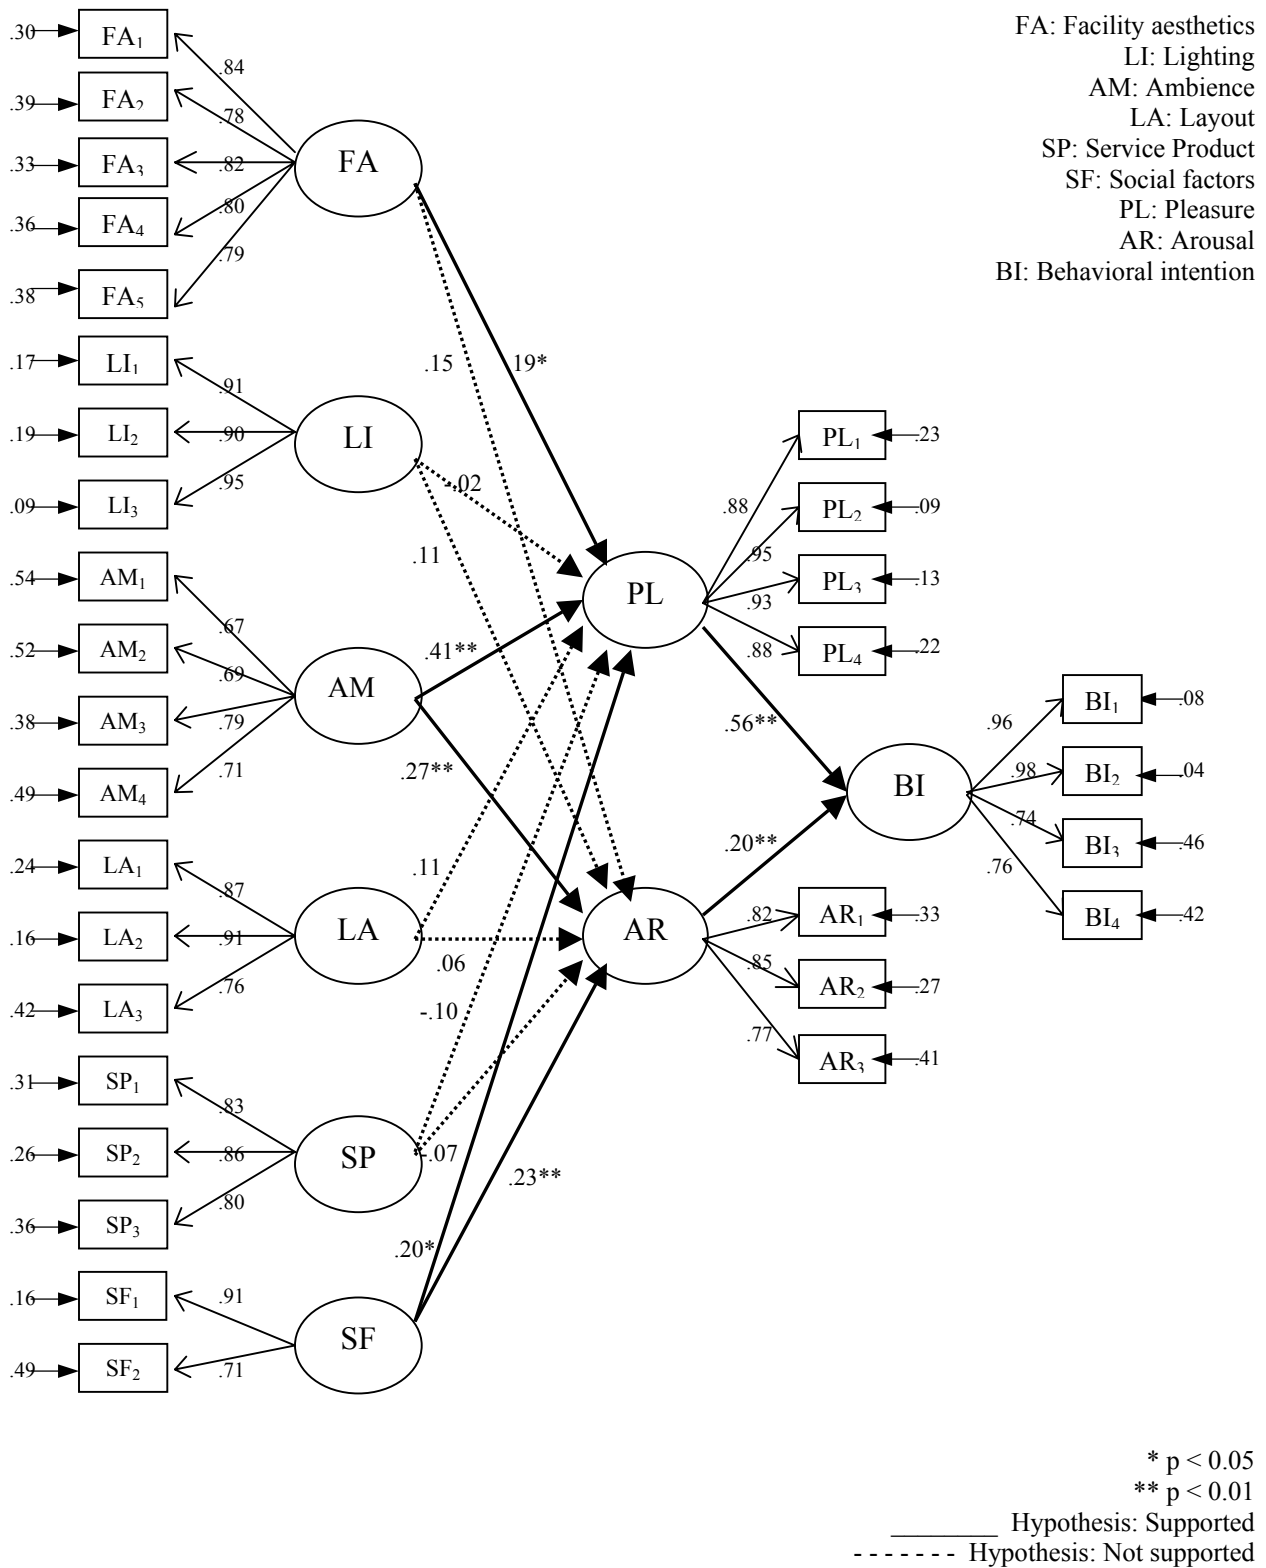 FA: Facility aesthetics
LI: Lighting
AM: Ambience
LA: Layout
SP: Service Product
SF: Social factors
PL: Pleasure
AR: Arousal
BI: Behavioral intention
.30 FA1 .84
.39 FA2 .78
.33 FA3 .82
.36 FA4 .80
.38 FA5 .79
FA
.15 19*
.17 LI1 .91
.19 LI2 .90
.09 LI3 .95
LI
-.02
.11
.54 AM1 .67
.52 AM2 .69
.38 AM3 .79
.49 AM4 .71
AM
.41**
.27**
.24 LA1 .87
.16 LA2 .91
.42 LA3 .76
LA
.11
.06
.31 SP1 .83
.26 SP2 .86
.36 SP3 .80
SP
-.10
-.07
.16 SF1 .91
.49 SF2 .71
SF
.20*
.23**
PL
.88 PL1 .23
.95 PL2 .09
.93 PL3 .13
.88 PL4 .22
.56**
AR
.82 AR1 .33
.85 AR2 .27
.77 AR3 .41
.20**
BI
.96 BI1 .08
.98 BI2 .04
.74 BI3 .46
.76 BI4 .42
* p < 0.05
** p < 0.01
________ Hypothesis: Supported
- - - - - - - Hypothesis: Not supported